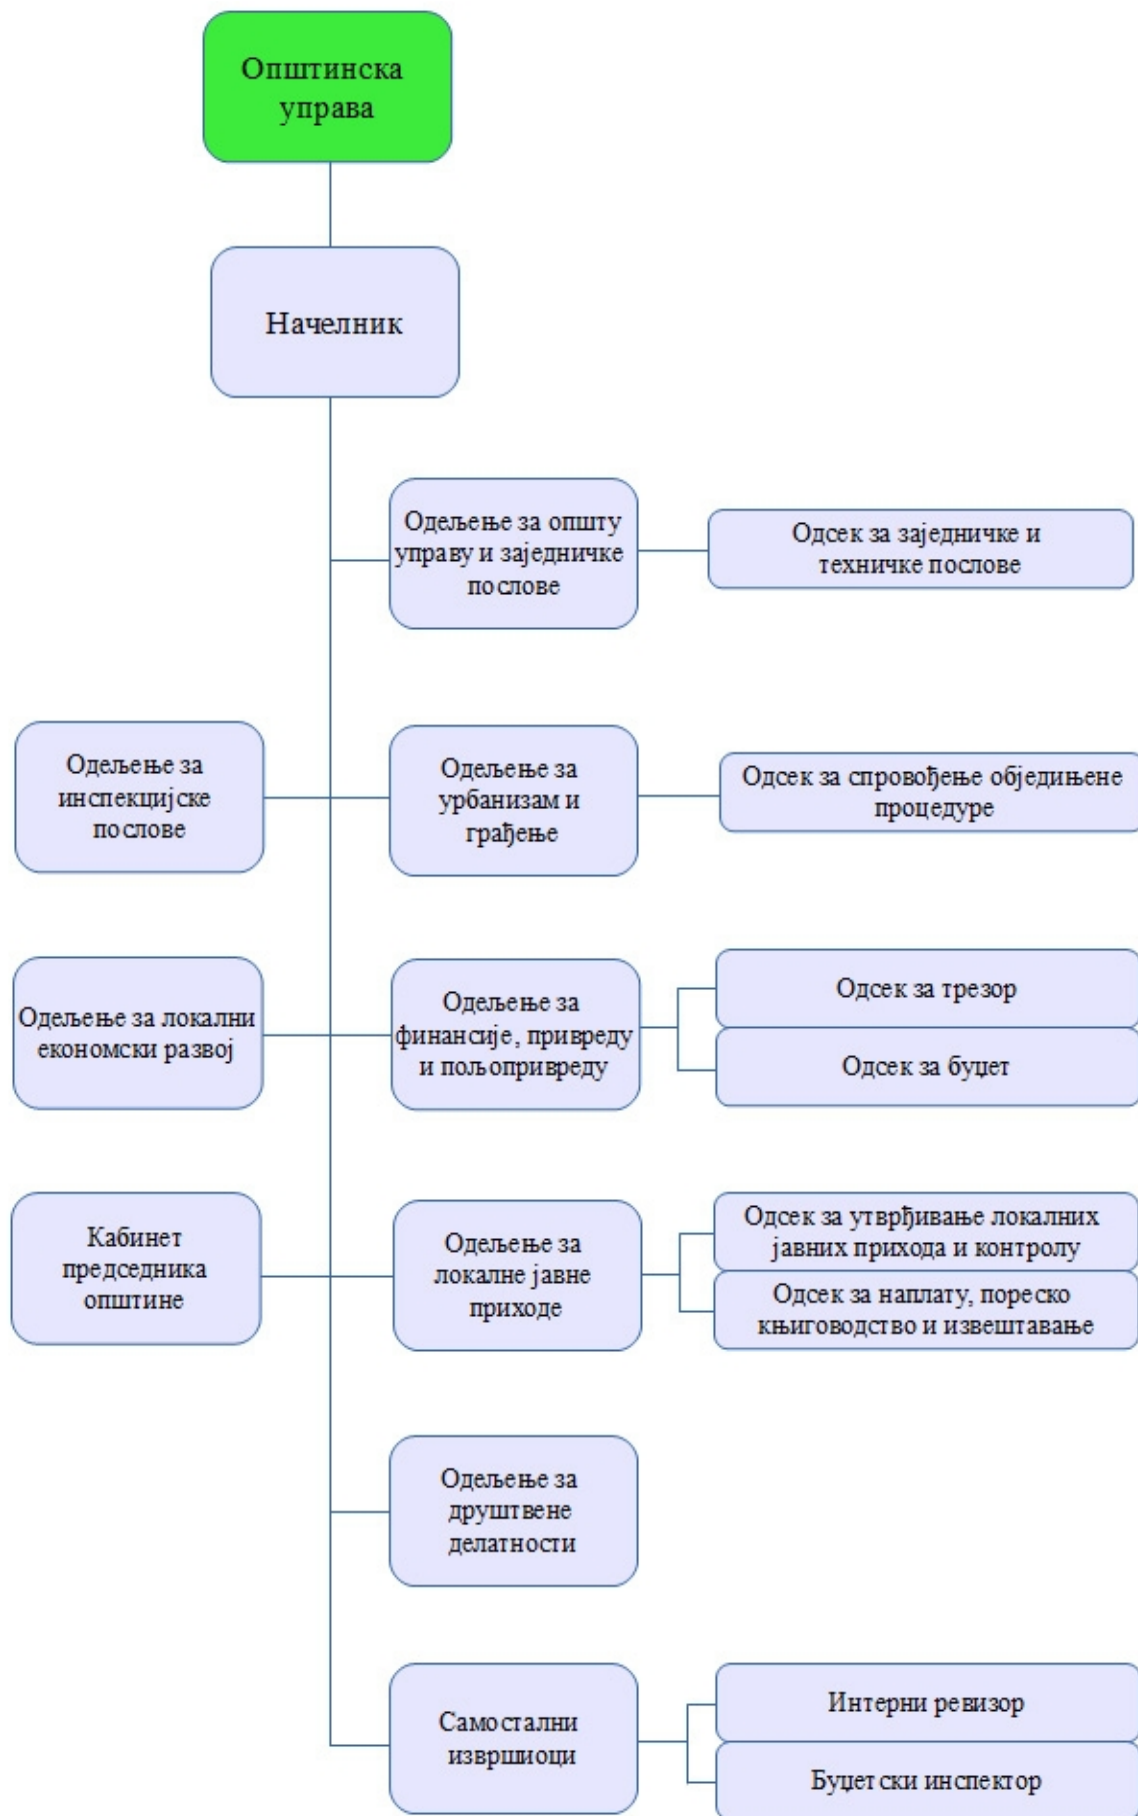 Општинска
управа
Начелник
Одељење за општу
управу и заједничке
послове
Одсек за заједничке и
техничке послове
Одељење за
инспекцијске
послове
Одељење за
урбанизам и
грађење
Одсек за спровођење обједињене
процедуре
Одељење за локални
економски развој
Одељење за
финансије, привреду
и пољопривреду
Одсек за трезор
Одсек за буџет
Кабинет
председника
општине
Одељење за
локалне јавне
приходе
Одсек за утврђивање локалних
јавних прихода и контролу
Одсек за наплату, пореско
књиговодство и извештавање
Одељење за
друштвене
делатности
Самостални
извршиоци
Интерни ревизор
Буџетски инспектор